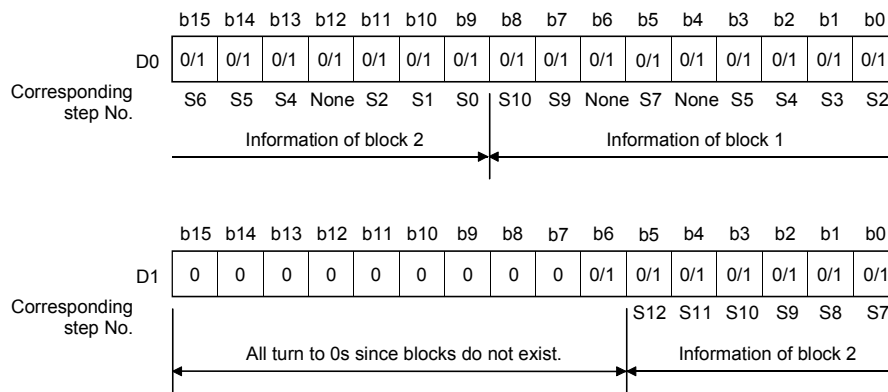 b15 b14 b13 b12 b11 b10 b9 b8 b7 b6 b5 b4 b3 b2 b1 b0
D0 0/1 0/1 0/1 0/1 0/1 0/1 0/1 0/1 0/1 0/1 0/1 0/1 0/1 0/1 0/1 0/1
Corresponding
step No.
S6 S5 S4 None S2 S1 S0 S10 S9 None S7 None S5 S4 S3 S2
Information of block 2 Information of block 1
b15 b14 b13 b12 b11 b10 b9 b8 b7 b6 b5 b4 b3 b2 b1 b0
D1 0 0 0 0 0 0 0 0 0 0/1 0/1 0/1 0/1 0/1 0/1 0/1
Corresponding
step No.
S12 S11 S10 S9 S8 S7
All turn to 0s since blocks do not exist. Information of block 2